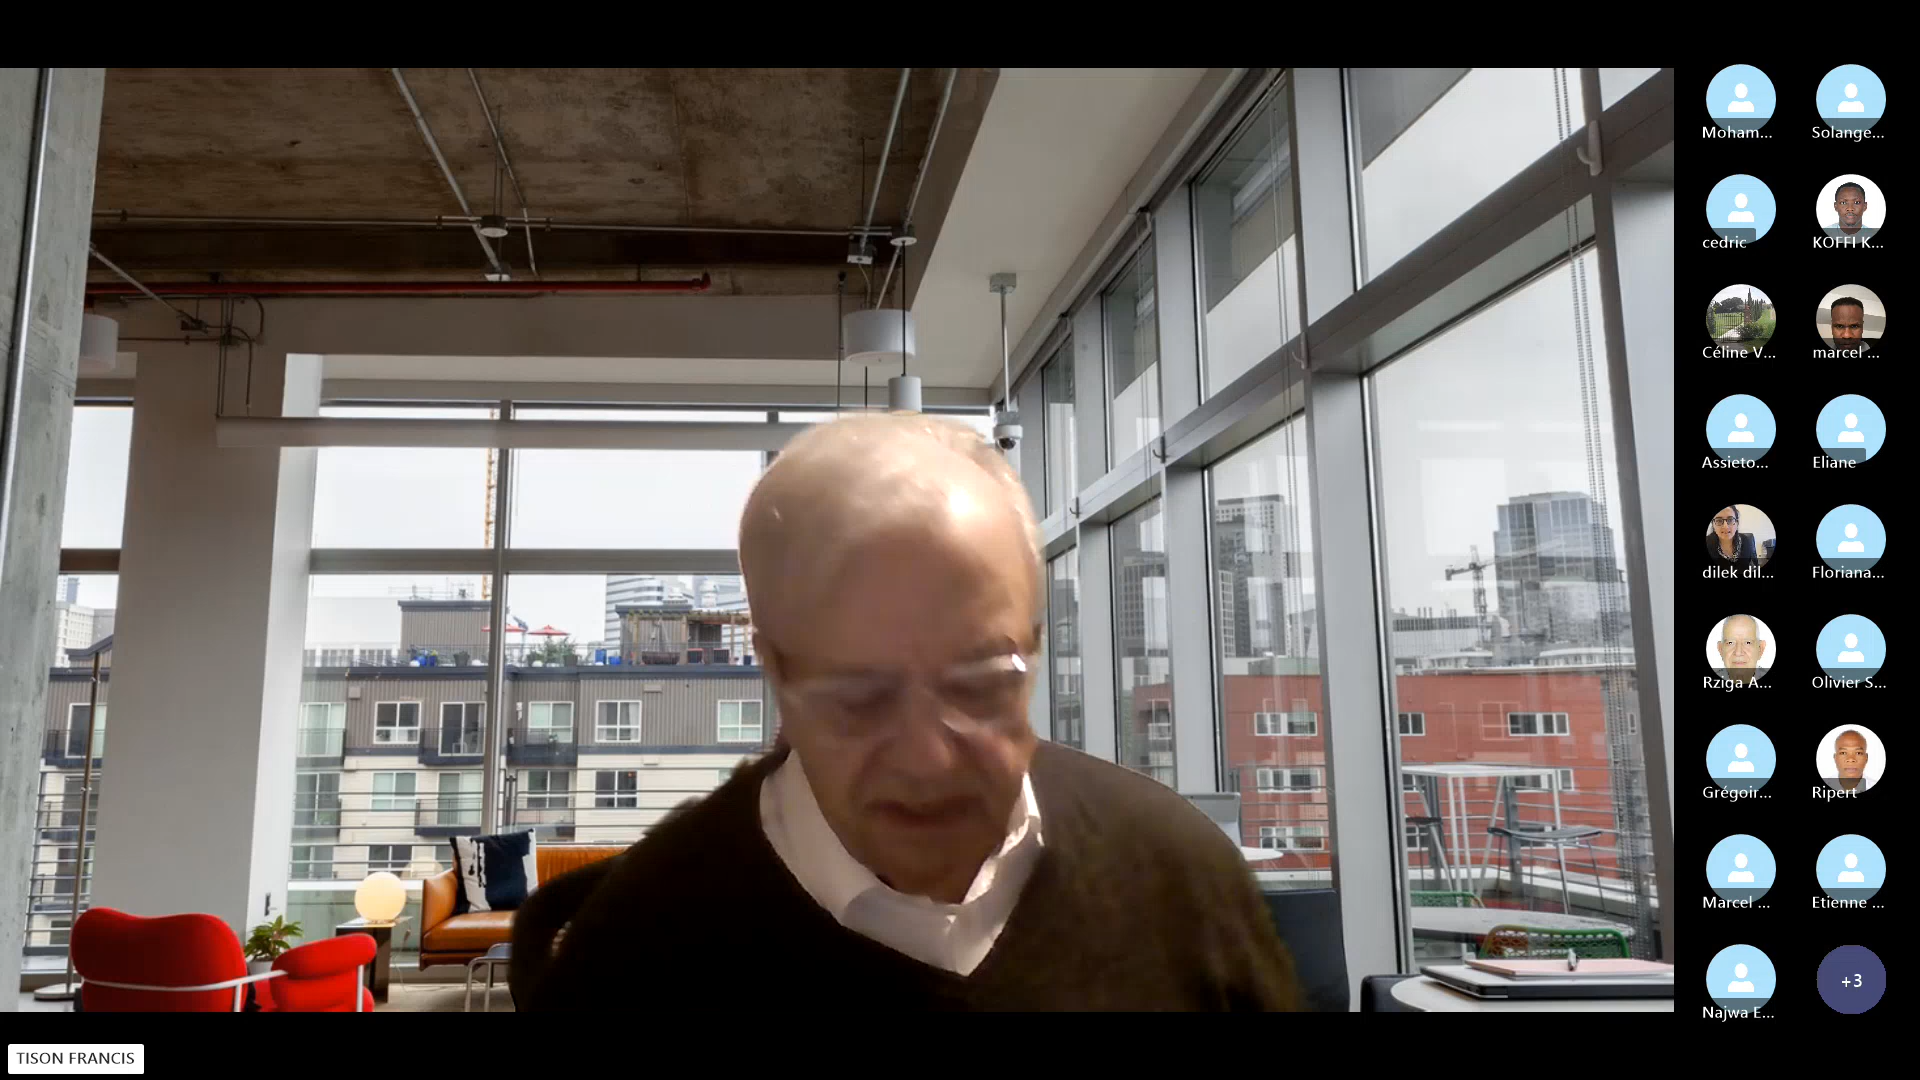 Moham...
Solange...
cedric
KOFFI K...
Céline V...
marcel ...
Assieto...
Eliane
dilek dil...
Floriana...
Rziga A...
Olivier S...
Grégoir...
Ripert
Marcel ...
Etienne ...
Najwa E...
+3
TISON FRANCIS